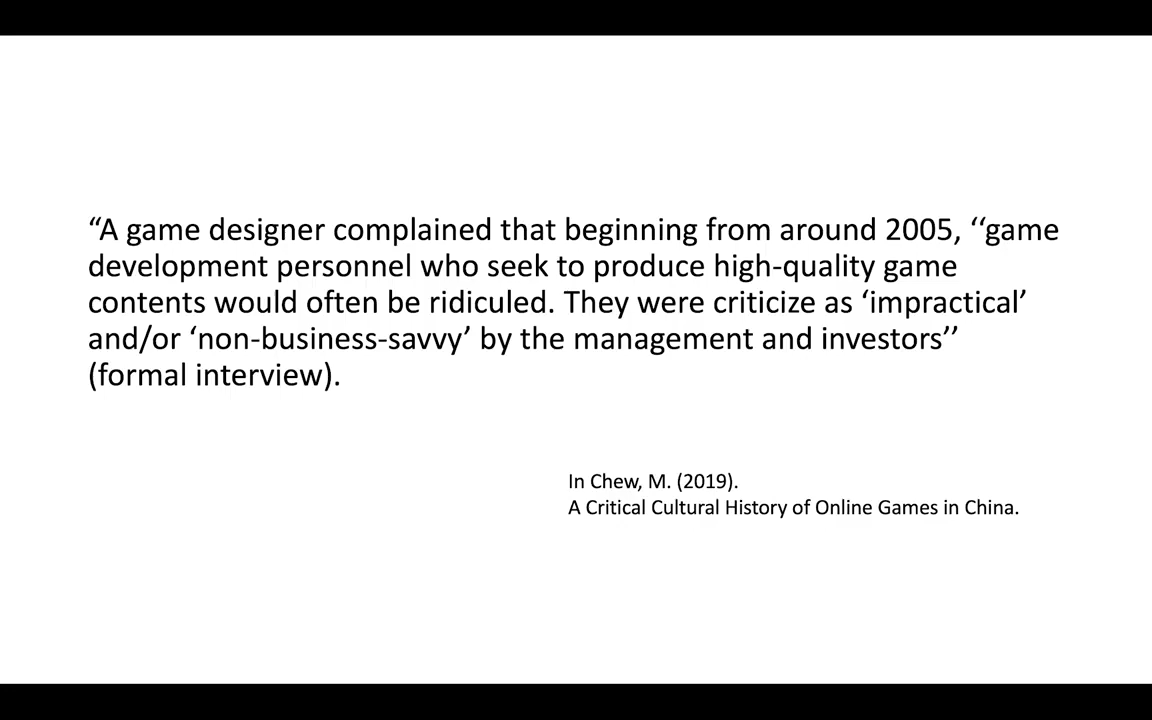 “A game designer complained that beginning from around 2005, ‘‘game
development personnel who seek to produce high-quality game
contents would often be ridiculed. They were criticize as ‘impractical’
and/or ‘non-business-savvy’ by the management and investors’’
(formal interview).
In Chew, M. (2019).
A Critical Cultural History of Online Games in China.